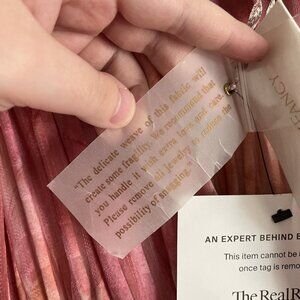 "The delicate weave of this fabric will
create some fragility. We recommend that
you handle it with extra care and care.
Please remove all jewelry to reduce the
possibility of snagging."
FANCY
AN EXPERT BEHIND E
This item cannot be
once tag is remo
The RealR